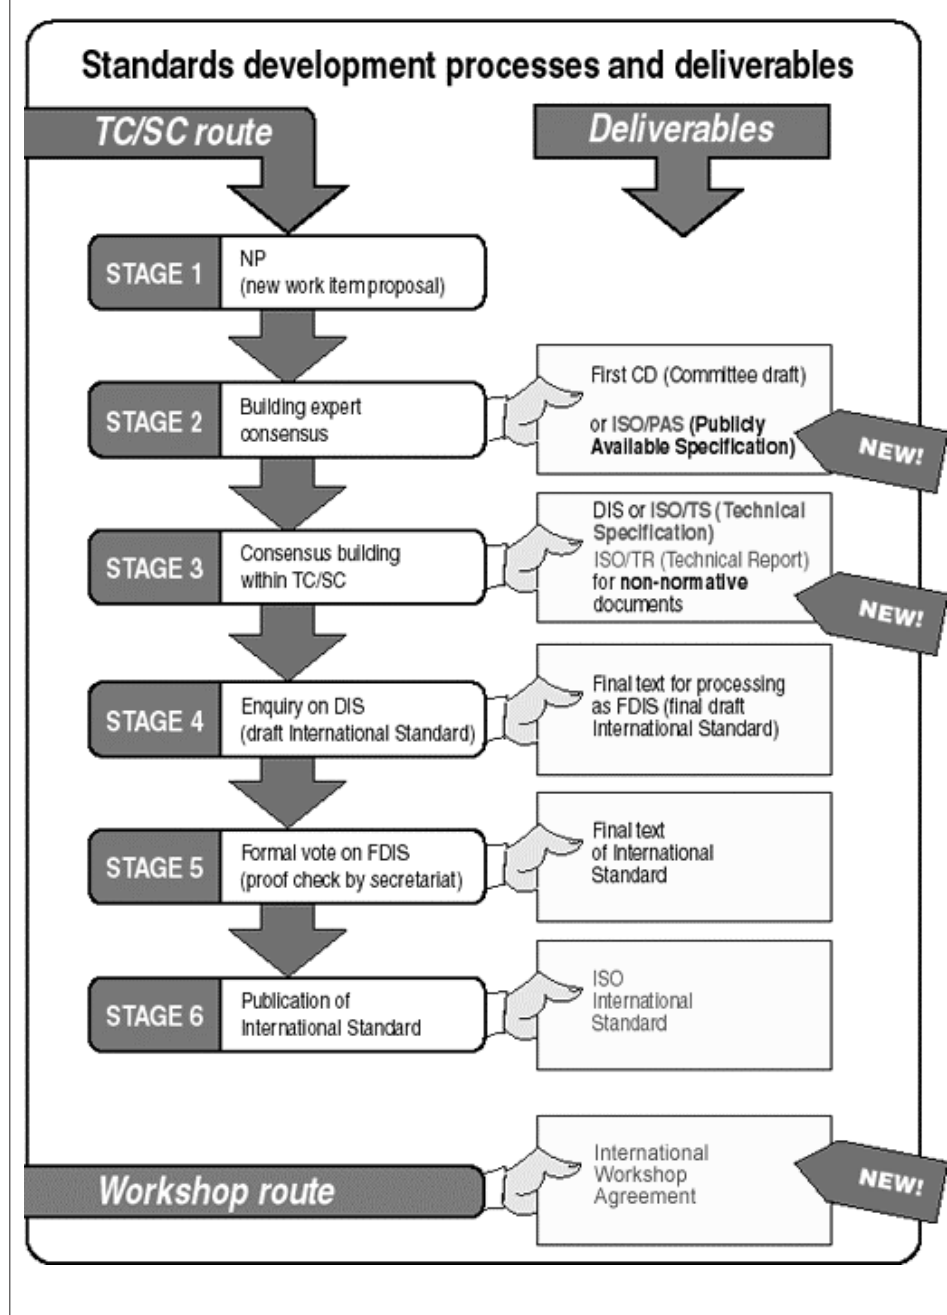 Standards development processes and deliverables
TC/SC route
Deliverables
STAGE 1
NP
(new work item proposal)
STAGE 2
Building expert
consensus
First CD (Committee draft)
or ISO/PAS (Publicly
Available Specification)
NEW!
STAGE 3
Consensus building
within TC/SC
DIS or ISO/TS (Technical
Specification)
ISO/TR (Technical Report)
for non-normative
documents
NEW!
STAGE 4
Enquiry on DIS
(draft International Standard)
Final text for processing
as FDIS (final draft
International Standard)
STAGE 5
Formal vote on FDIS
(proof check by secretariat)
Final text
of International
Standard
STAGE 6
Publication of
International Standard
ISO
International
Standard
Workshop route
International
Workshop
Agreement
NEW!